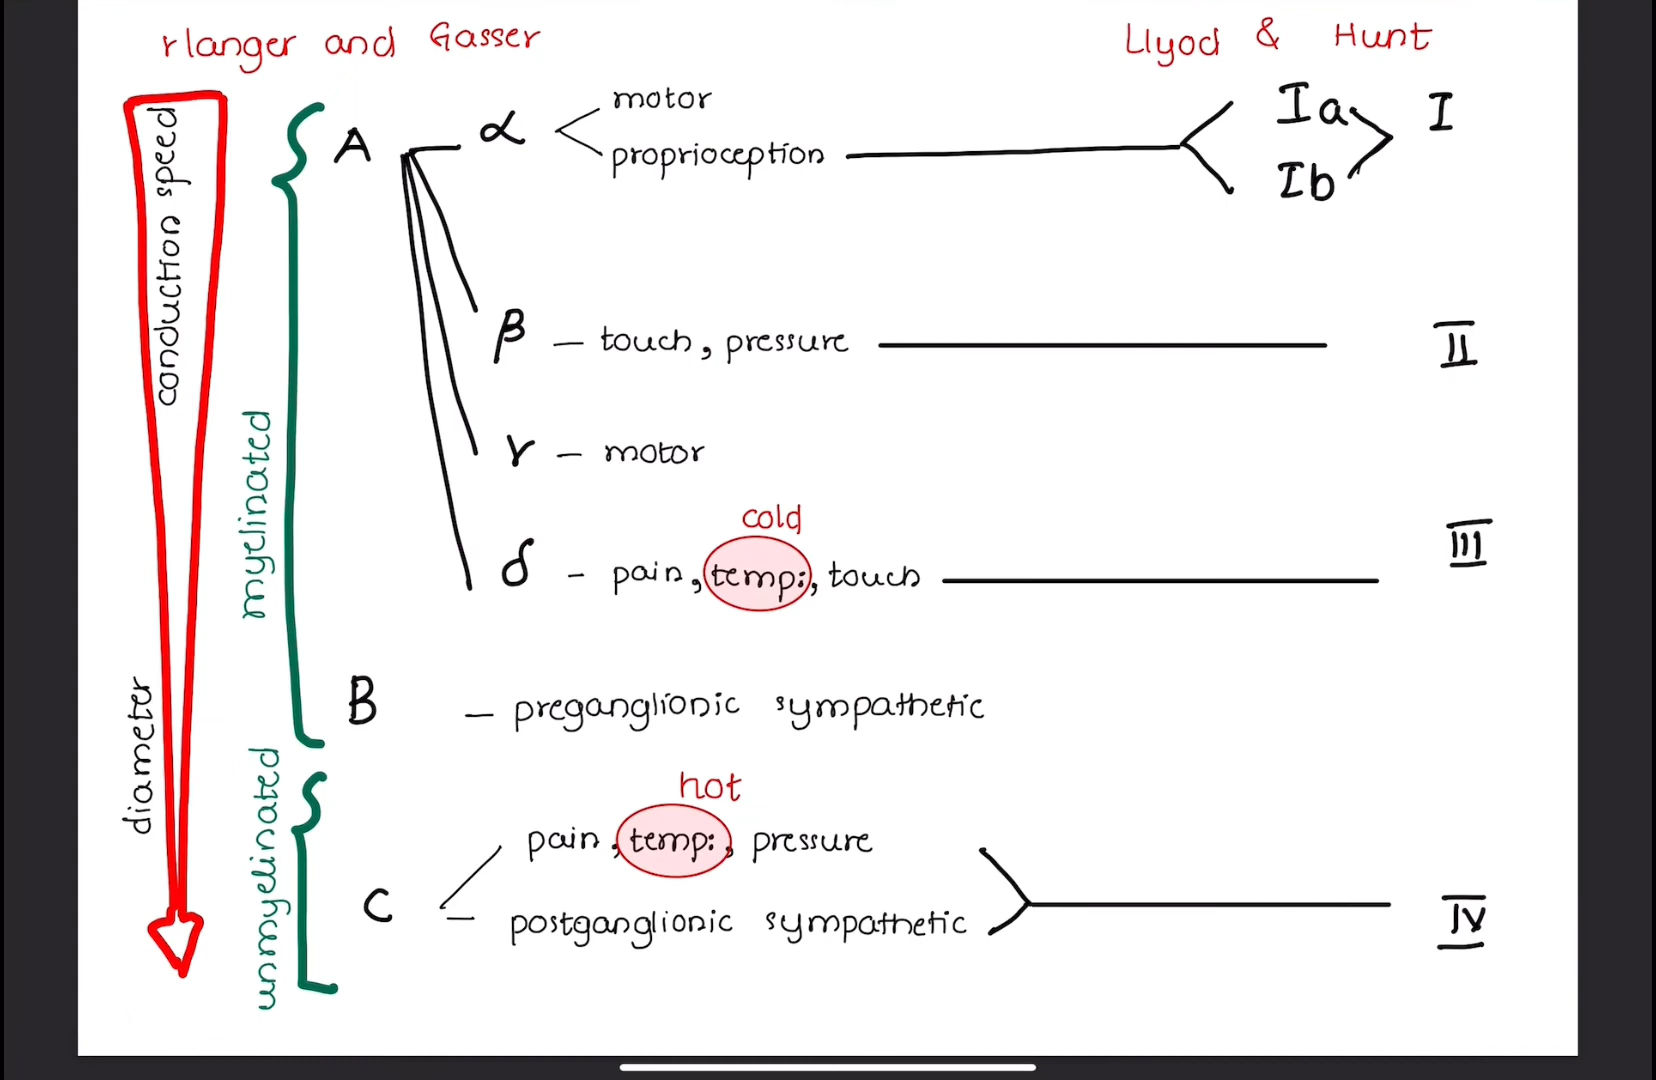 rlanger and Gasser
Llyod & Hunt
conduction speed
diameter
myelinated
unmyelinated
A
α
motor
proprioception
Ia
Ib
I
β – touch, pressure
II
γ – motor
cold
δ – pain, temp:, touch
III
B – preganglionic sympathetic
hot
C
pain, temp:, pressure
– postganglionic sympathetic
IV